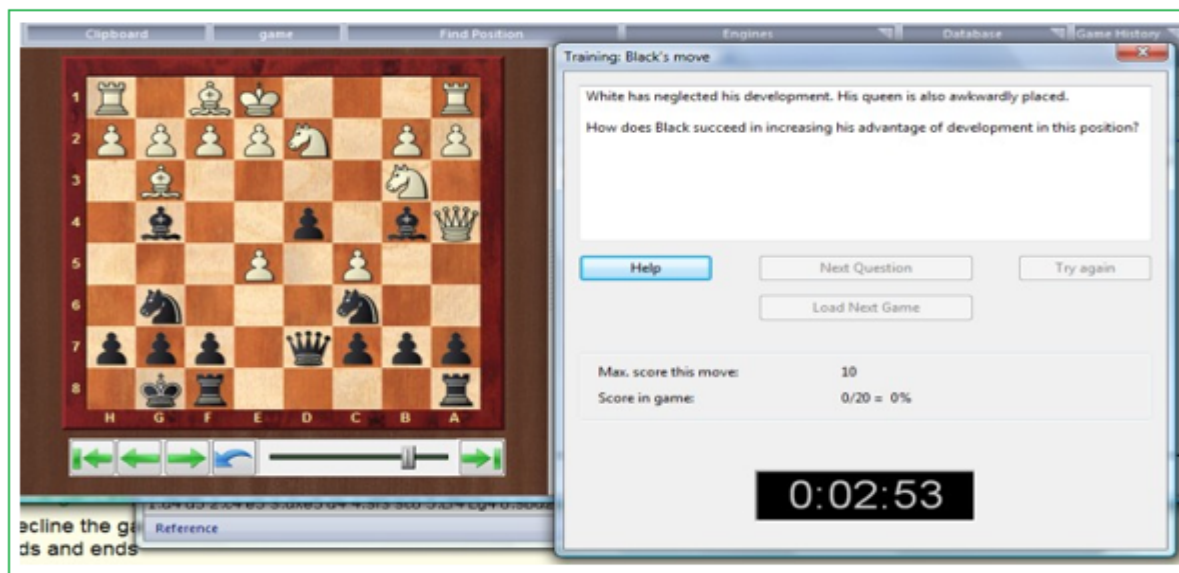 Clipboard game Find Position Engines Database Game History
Training: Black's move
White has neglected his development. His queen is also awkwardly placed.
How does Black succeed in increasing his advantage of development in this position?
1
2
3
4
5
6
7
8
H G F E D C B A
Help Next Question Try again
Load Next Game
Max. score this move: 10
Score in game: 0/20 = 0%
0:02:53
Reference
ecline the ga
ds and ends